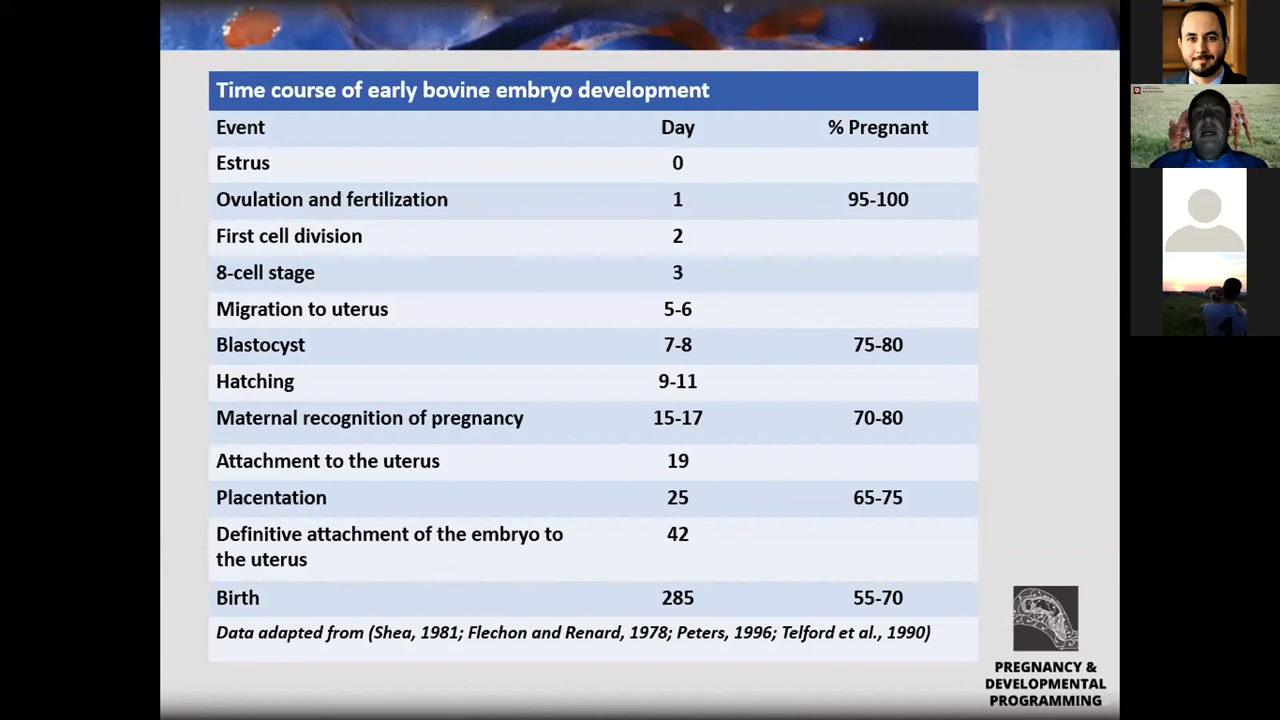 Time course of early bovine embryo development
Event Day % Pregnant
Estrus 0
Ovulation and fertilization 1 95-100
First cell division 2
8-cell stage 3
Migration to uterus 5-6
Blastocyst 7-8 75-80
Hatching 9-11
Maternal recognition of pregnancy 15-17 70-80
Attachment to the uterus 19
Placentation 25 65-75
Definitive attachment of the embryo to 42
the uterus
Birth 285 55-70
Data adapted from (Shea, 1981; Flechon and Renard, 1978; Peters, 1996; Telford et al., 1990)
PREGNANCY &
DEVELOPMENTAL
PROGRAMMING
4